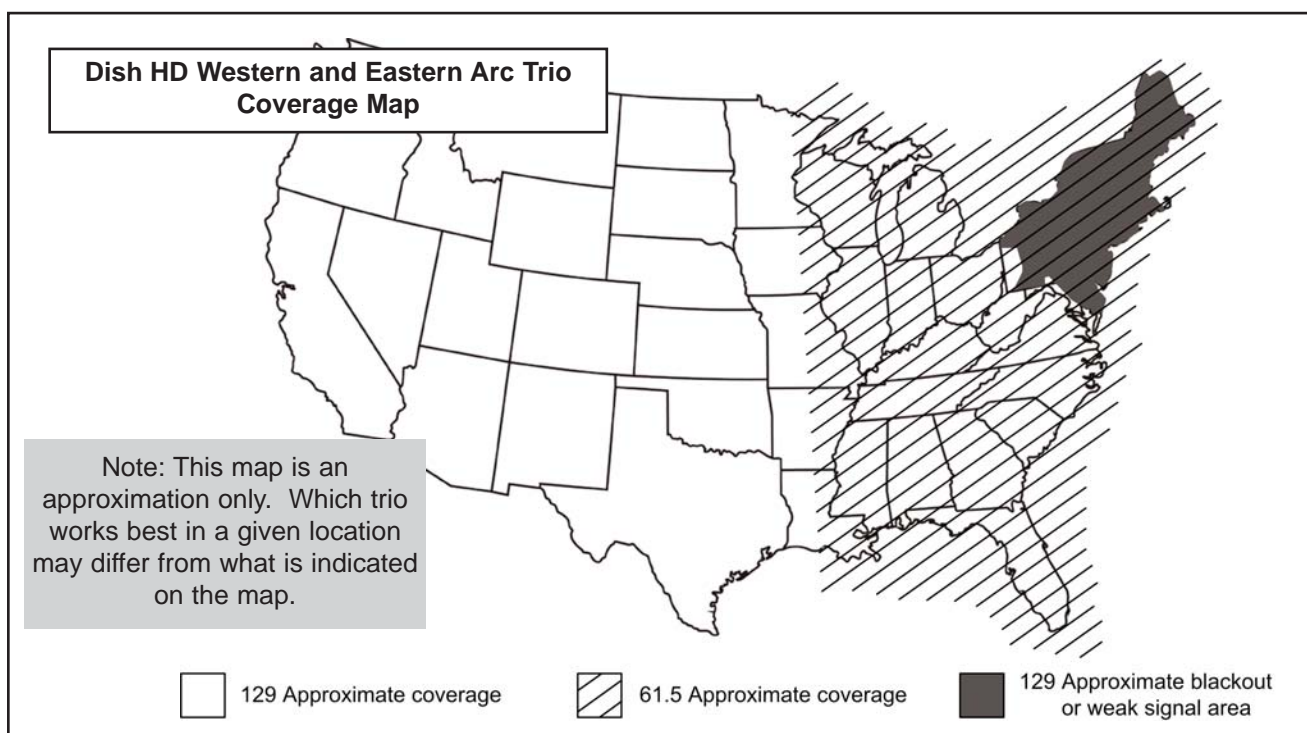 Dish HD Western and Eastern Arc Trio
Coverage Map
Note: This map is an
approximation only.  Which trio
works best in a given location
may differ from what is indicated
on the map.
129 Approximate coverage
61.5 Approximate coverage
129 Approximate blackout
or weak signal area